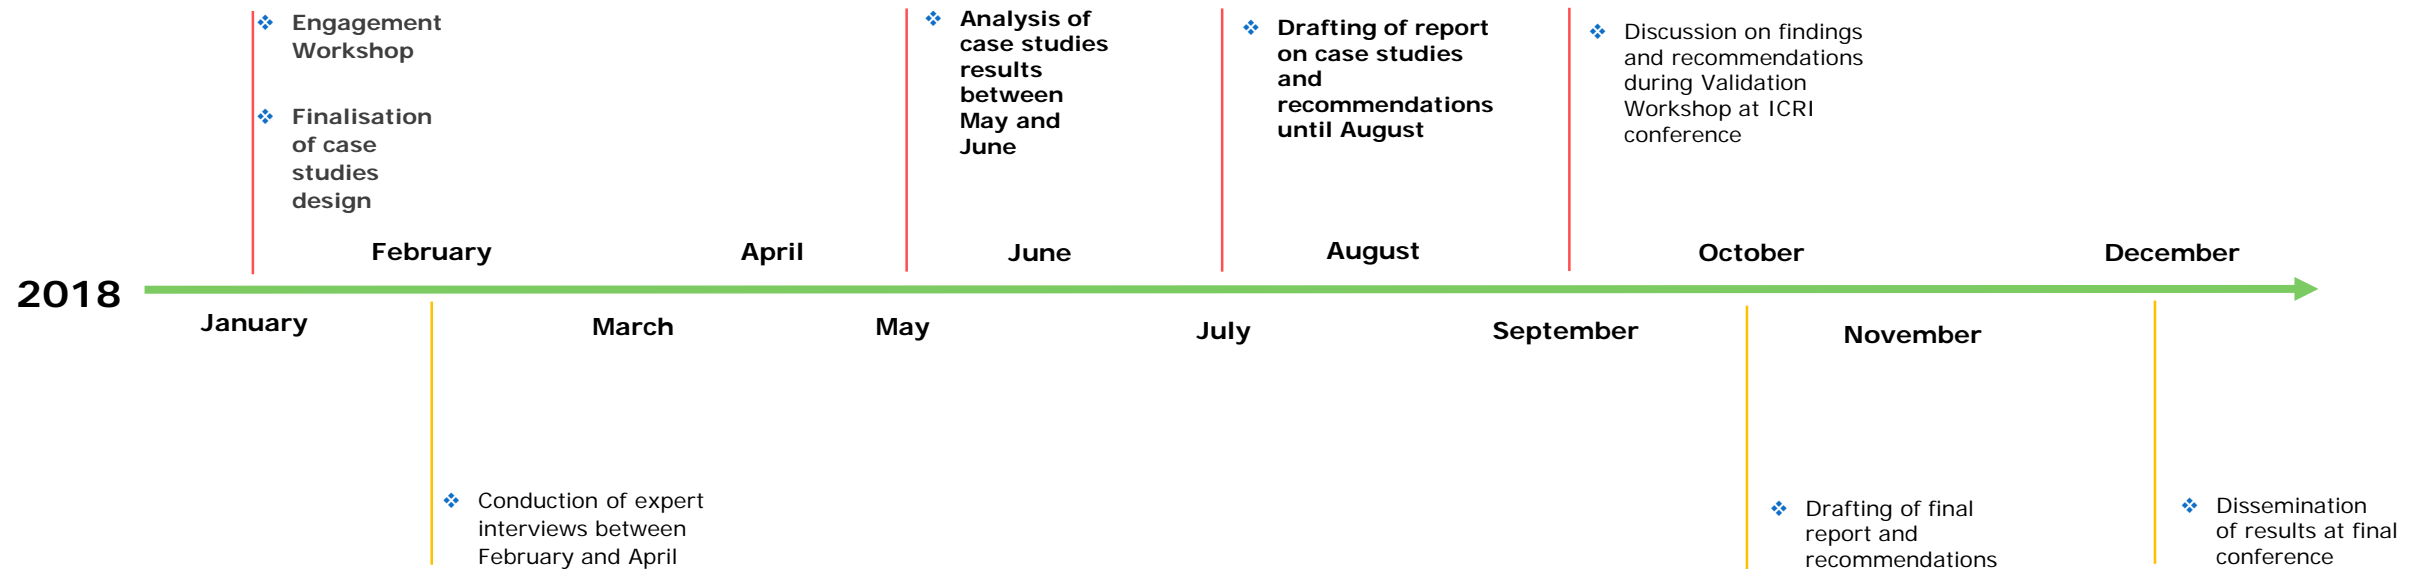 Engagement
Workshop
Finalisation
of case
studies
design
Analysis of
case studies
results
between
May and
June
Drafting of report
on case studies
and
recommendations
until August
Discussion on findings
and recommendations
during Validation
Workshop at ICRI
conference
February
April
June
August
October
December
2018
January
March
May
July
September
November
Conduction of expert
interviews between
February and April
Drafting of final
report and
recommendations
Dissemination
of results at final
conference